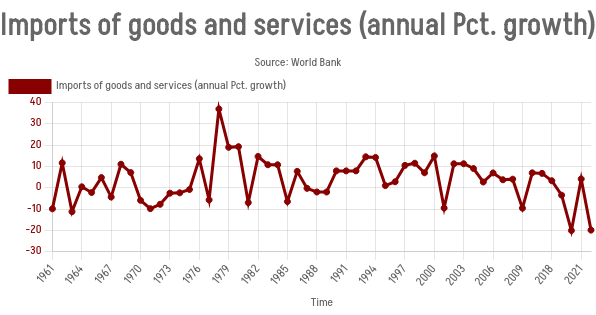 Imports of goods and services (annual Pct. growth)
Source: World Bank
Imports of goods and services (annual Pct. growth)
40
30
20
10
0
−10
−20
−30
1961 1964 1967 1970 1973 1976 1979 1982 1985 1988 1991 1994 1997 2000 2003 2006 2009 2012 2015 2018 2021
Time